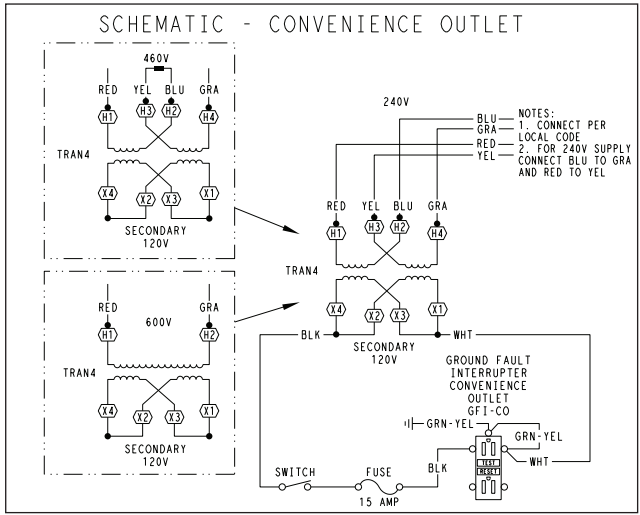 SCHEMATIC - CONVENIENCE OUTLET
460V
RED YEL BLU GRA
H1 H3 H2 H4
TRAN4
X4 X2 X3 X1
SECONDARY
120V
RED GRA
600V
H1 H2
TRAN4
X4 X2 X3 X1
SECONDARY
120V
240V
BLU
GRA
RED
YEL
NOTES:
1. CONNECT PER
LOCAL CODE
2. FOR 240V SUPPLY
CONNECT BLU TO GRA
AND RED TO YEL
RED YEL BLU GRA
H1 H3 H2 H4
TRAN4
X4 X2 X3 X1
BLK WHT
SECONDARY
120V
GROUND FAULT
INTERRUPTER
CONVENIENCE
OUTLET
GFI-CO
GRN-YEL
GRN-YEL
WHT
BLK
TEST
RESET
SWITCH FUSE
15 AMP